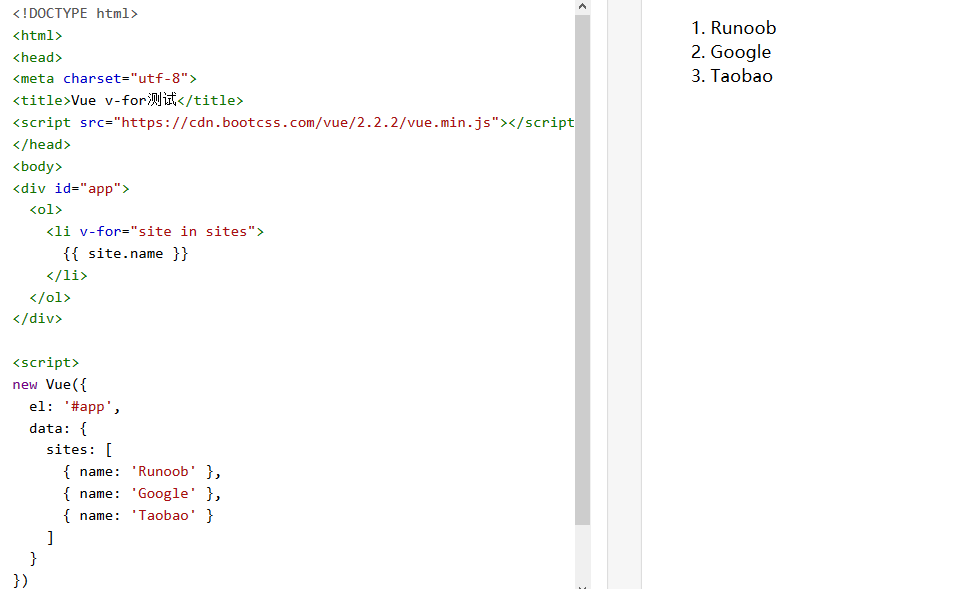 <!DOCTYPE html>
<html>
<head>
<meta charset="utf-8">
<title>Vue v-for测试</title>
<script src="https://cdn.bootcss.com/vue/2.2.2/vue.min.js"></script
</head>
<body>
<div id="app">
  <ol>
    <li v-for="site in sites">
      {{ site.name }}
    </li>
  </ol>
</div>

<script>
new Vue({
  el: '#app',
  data: {
    sites: [
      { name: 'Runoob' },
      { name: 'Google' },
      { name: 'Taobao' }
    ]
  }
})
1. Runoob
2. Google
3. Taobao